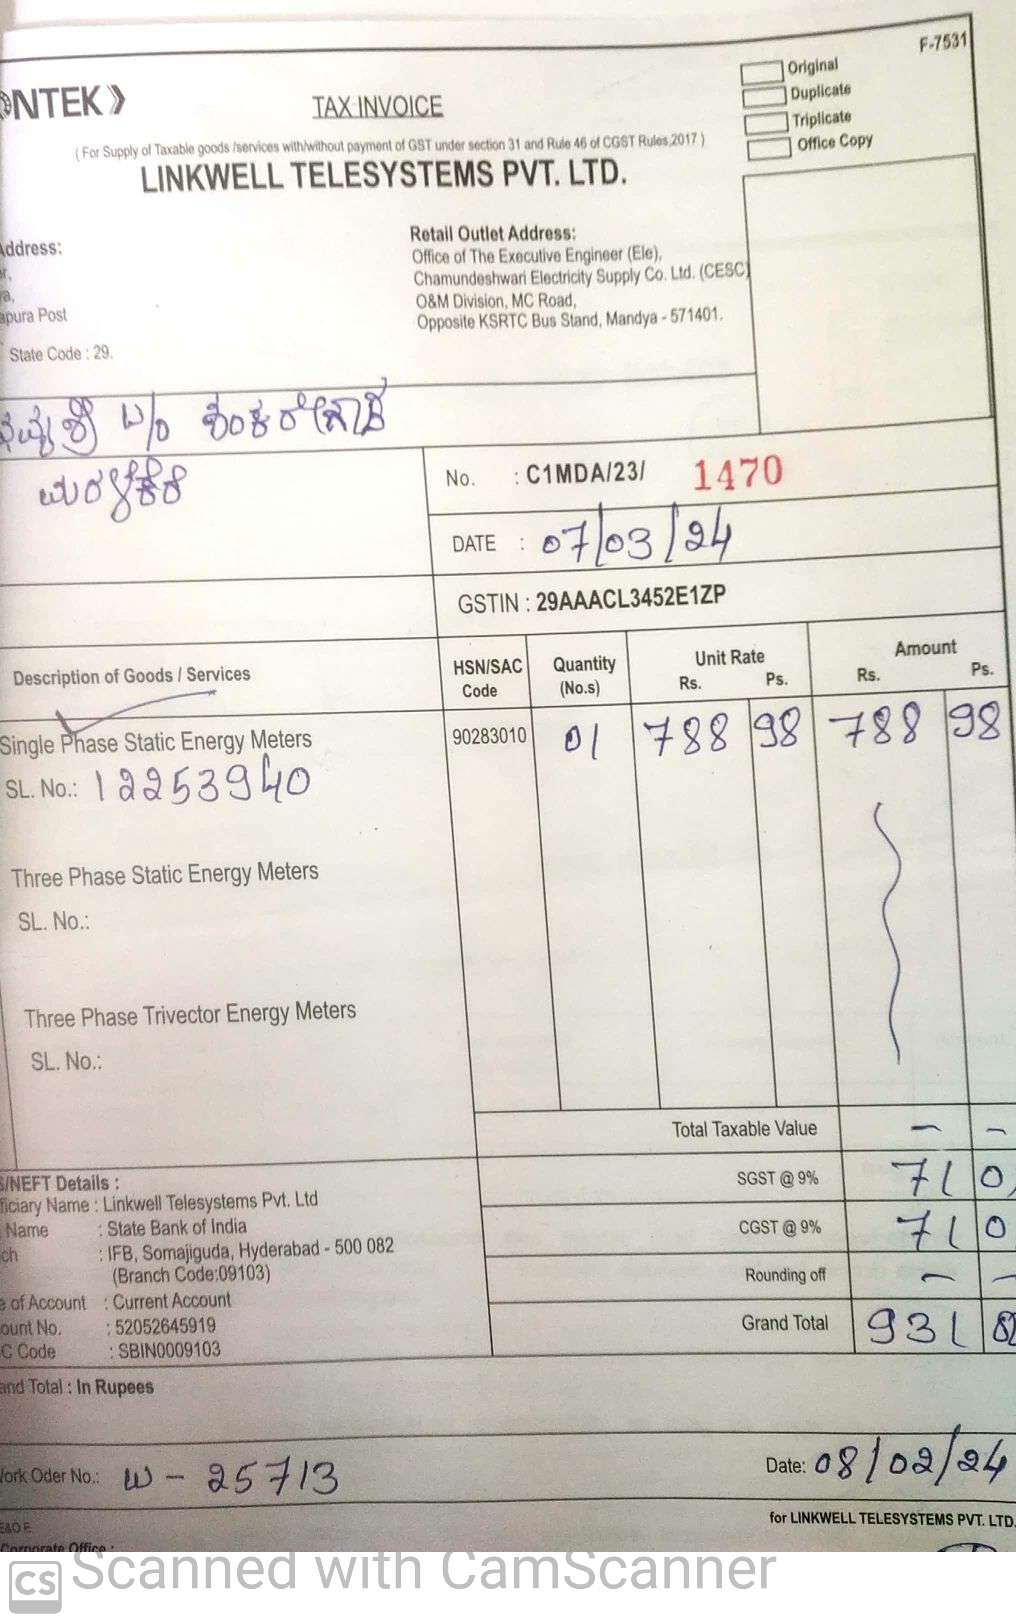 F-7531
ONTEK
TAX INVOICE
Original
Duplicate
Triplicate
Office Copy
( For Supply of Taxable goods /services with/without payment of GST under section 31 and Rule 46 of CGST Rules,2017 )
LINKWELL TELESYSTEMS PVT. LTD.
Address:
apura Post
State Code : 29.
Retail Outlet Address:
Office of The Executive Engineer (Ele),
Chamundeshwari Electricity Supply Co. Ltd. (CESC)
O&M Division, MC Road,
Opposite KSRTC Bus Stand, Mandya - 571401.
ಶ್ರೀ W/o
No. : C1MDA/23/ 1470
DATE : 07/03/24
GSTIN : 29AAACL3452E1ZP
Description of Goods / Services HSN/SAC Code Quantity (No.s) Unit Rate Rs. Ps. Amount Rs. Ps.
Single Phase Static Energy Meters 90283010 01 788 98 788 98
SL. No.: 12253940
Three Phase Static Energy Meters
SL. No.:
Three Phase Trivector Energy Meters
SL. No.:
Total Taxable Value - -
SGST @ 9% 71 0
CGST @ 9% 71 0
Rounding off - -
Grand Total 931
S/NEFT Details :
ficiary Name : Linkwell Telesystems Pvt. Ltd
Name : State Bank of India
ch : IFB, Somajiguda, Hyderabad - 500 082
(Branch Code:09103)
e of Account : Current Account
ount No. : 52052645919
C Code : SBIN0009103
and Total : In Rupees
Work Oder No.: W - 25713
Date: 08/02/24
for LINKWELL TELESYSTEMS PVT. LTD.
E&O E
Corporate Office :
CS Scanned with CamScanner